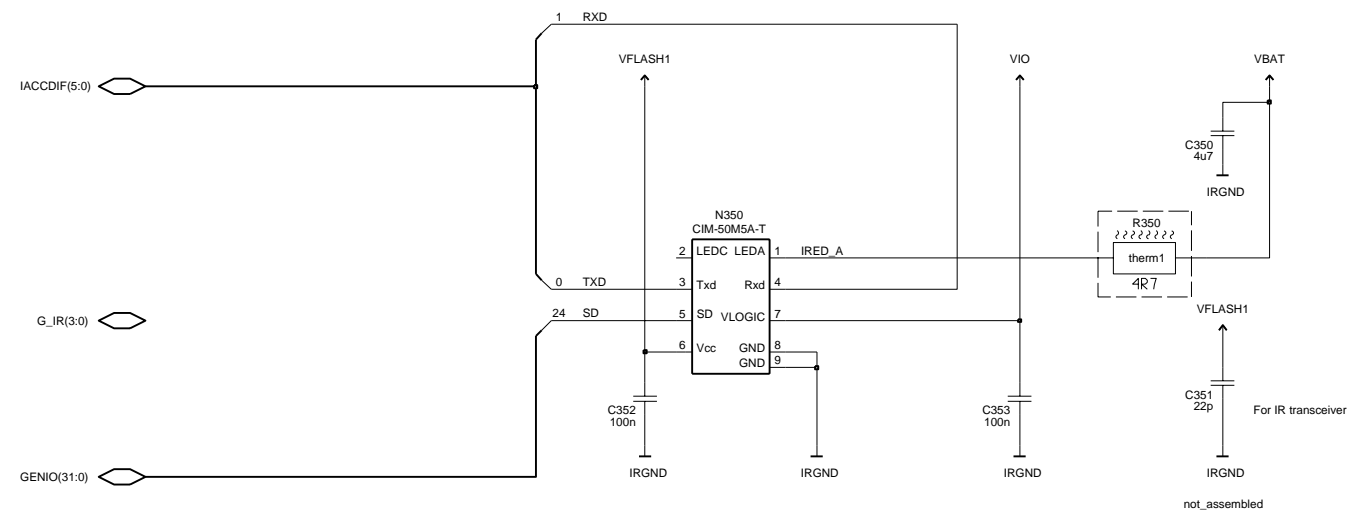 1 RXD
IACCDIF(5:0)
VFLASH1
VIO
VBAT
C350
4u7
IRGND
N350
CIM-50M5A-T
R350
therm1
4R7
2 LEDC LEDA 1 IRED_A
0 TXD 3 Txd Rxd 4
24 SD 5 SD VLOGIC 7
6 Vcc GND 8
GND 9
G_IR(3:0)
VFLASH1
C352
100n
C353
100n
C351
22p
For IR transceiver
GENIO(31:0)
IRGND
IRGND
IRGND
IRGND
not_assembled